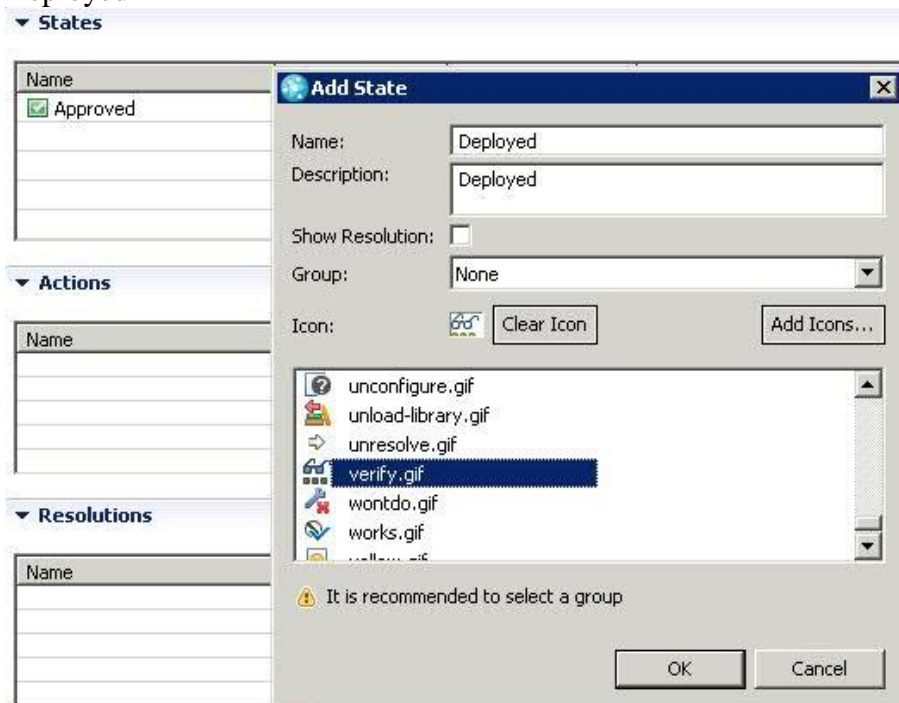 States
Name
Approved
Actions
Name
Resolutions
Name
Add State
Name:
Deployed
Description:
Deployed
Show Resolution:
Group:
None
Icon:
Clear Icon
Add Icons...
unconfigure.gif
unload-library.gif
unresolve.gif
verify.gif
wontdo.gif
works.gif
It is recommended to select a group
OK
Cancel